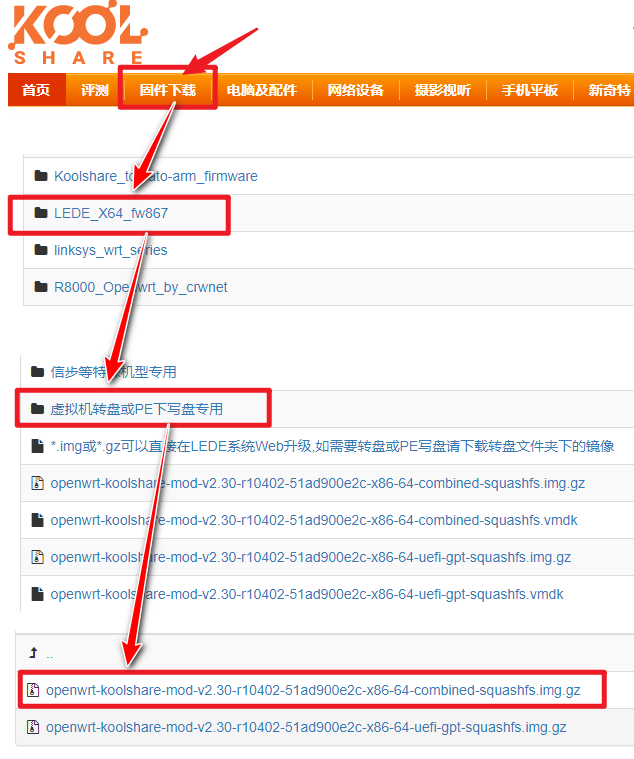 KOOL
SHARE
首页 评测 固件下载 电脑及配件 网络设备 摄影视听 手机平板 新奇特
Koolshare_tomato-arm_firmware
LEDE_X64_fw867
linksys_wrt_series
R8000_Openwrt_by_crwnet
信步等特殊机型专用
虚拟机转盘或PE下写盘专用
*.img或*.gz可以直接在LEDE系统Web升级,如需要转盘或PE写盘请下载转盘文件夹下的镜像
openwrt-koolshare-mod-v2.30-r10402-51ad900e2c-x86-64-combined-squashfs.img.gz
openwrt-koolshare-mod-v2.30-r10402-51ad900e2c-x86-64-combined-squashfs.vmdk
openwrt-koolshare-mod-v2.30-r10402-51ad900e2c-x86-64-uefi-gpt-squashfs.img.gz
openwrt-koolshare-mod-v2.30-r10402-51ad900e2c-x86-64-uefi-gpt-squashfs.vmdk
..
openwrt-koolshare-mod-v2.30-r10402-51ad900e2c-x86-64-combined-squashfs.img.gz
openwrt-koolshare-mod-v2.30-r10402-51ad900e2c-x86-64-uefi-gpt-squashfs.img.gz